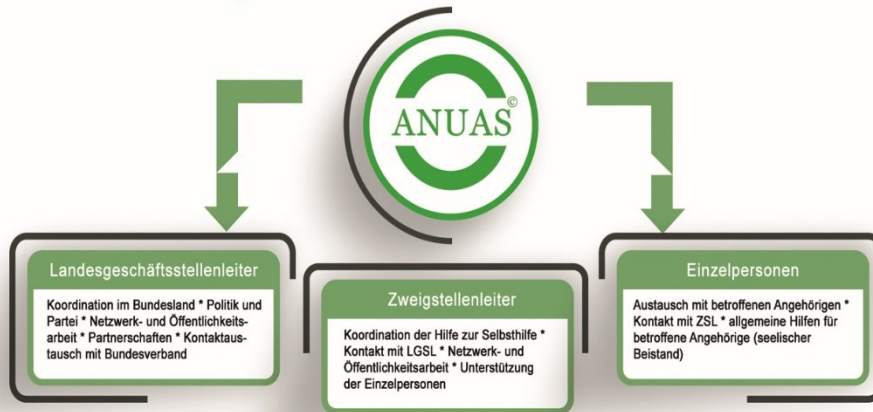 ANUAS©
Landesgeschäftsstellenleiter
Koordination im Bundesland * Politik und
Partei * Netzwerk- und Öffentlichkeits-
arbeit * Partnerschaften * Kontaktaus-
tausch mit Bundesverband
Zweigstellenleiter
Koordination der Hilfe zur Selbsthilfe *
Kontakt mit LGSL * Netzwerk- und
Öffentlichkeitsarbeit * Unterstützung
der Einzelpersonen
Einzelpersonen
Austausch mit betroffenen Angehörigen *
Kontakt mit ZSL * allgemeine Hilfen für
betroffene Angehörige (seelischer
Beistand)